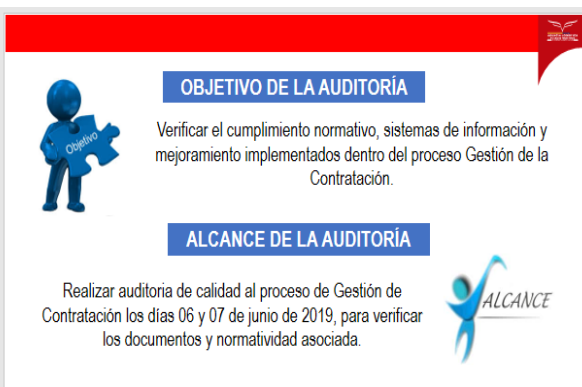 OBJETIVO DE LA AUDITORÍA
Objetivo
Verificar el cumplimiento normativo, sistemas de información y
mejoramiento implementados dentro del proceso Gestión de la
Contratación.
ALCANCE DE LA AUDITORÍA
Realizar auditoria de calidad al proceso de Gestión de
Contratación los días 06 y 07 de junio de 2019, para verificar
los documentos y normatividad asociada.
ALCANCE